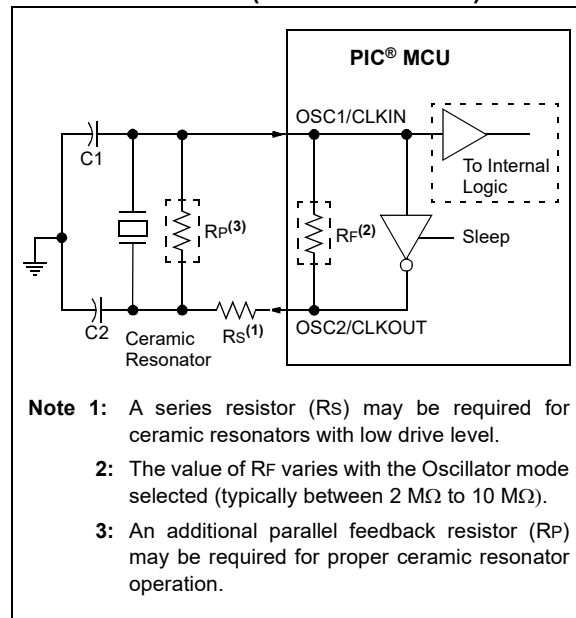 PIC® MCU
OSC1/CLKIN
C1
To Internal
Logic
RP(3)
RF(2)
Sleep
C2
Ceramic
Resonator
RS(1)
OSC2/CLKOUT
Note 1: A series resistor (RS) may be required for
ceramic resonators with low drive level.
2: The value of RF varies with the Oscillator mode
selected (typically between 2 MΩ to 10 MΩ).
3: An additional parallel feedback resistor (RP)
may be required for proper ceramic resonator
operation.